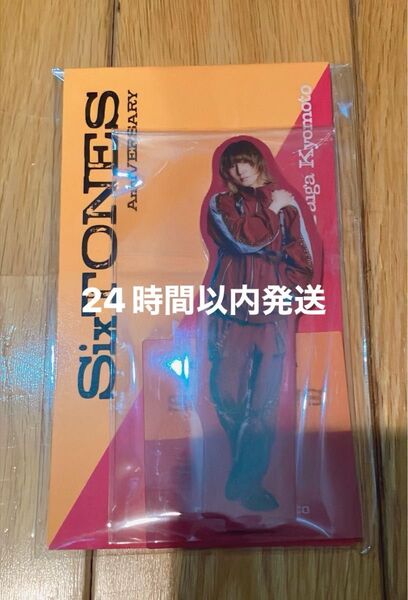 SixTONES
ANNIVERSARY
Taiga Kyomoto
24時間以内発送